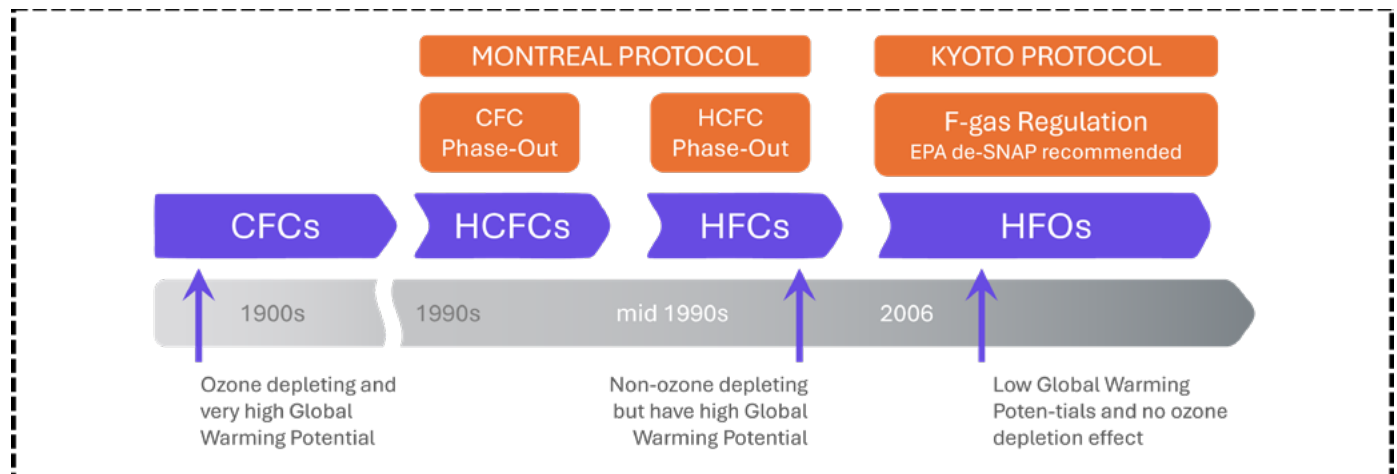 MONTREAL PROTOCOL
KYOTO PROTOCOL
CFC
Phase-Out
HCFC
Phase-Out
F-gas Regulation
EPA de-SNAP recommended
CFCs
HCFCs
HFCs
HFOs
1900s
1990s
mid 1990s
2006
Ozone depleting and
very high Global
Warming Potential
Non-ozone depleting
but have high Global
Warming Potential
Low Global Warming
Poten-tials and no ozone
depletion effect